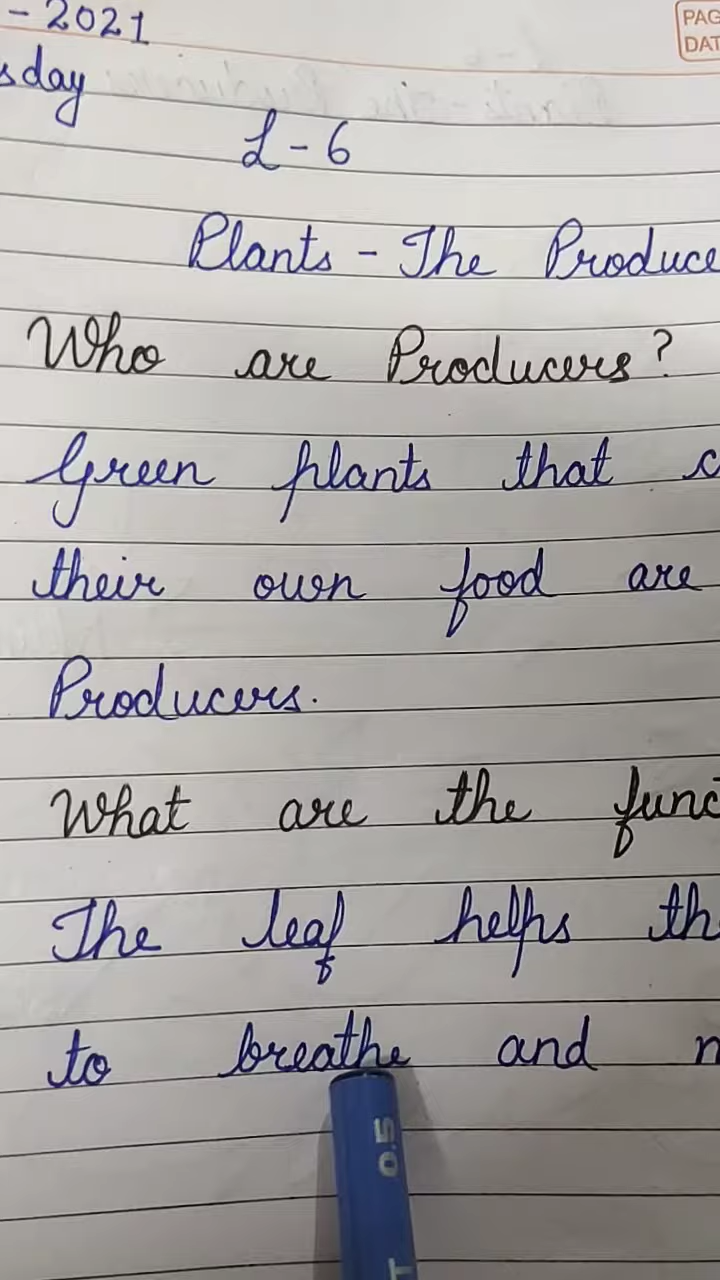 - 2021
PAG
DAT
sday
L - 6
Plants - The Produce
Who are Producers?
Green plants that c
their own food are
Producers.
What are the func
The leaf helps th
to breathe and
0.5